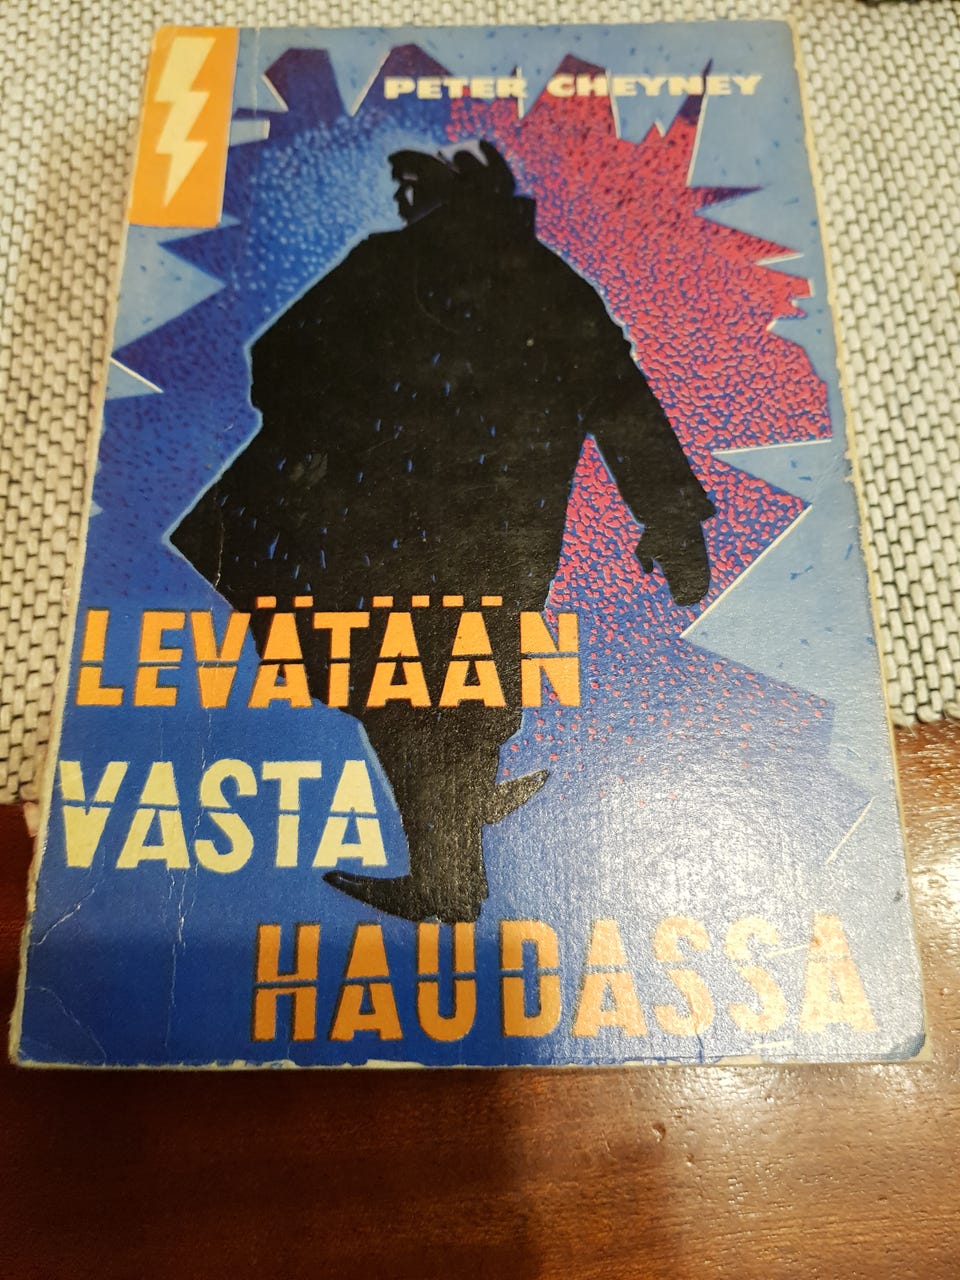 PETER CHEYNEY
LEVÄTÄÄN
VASTA
HAUDASSA